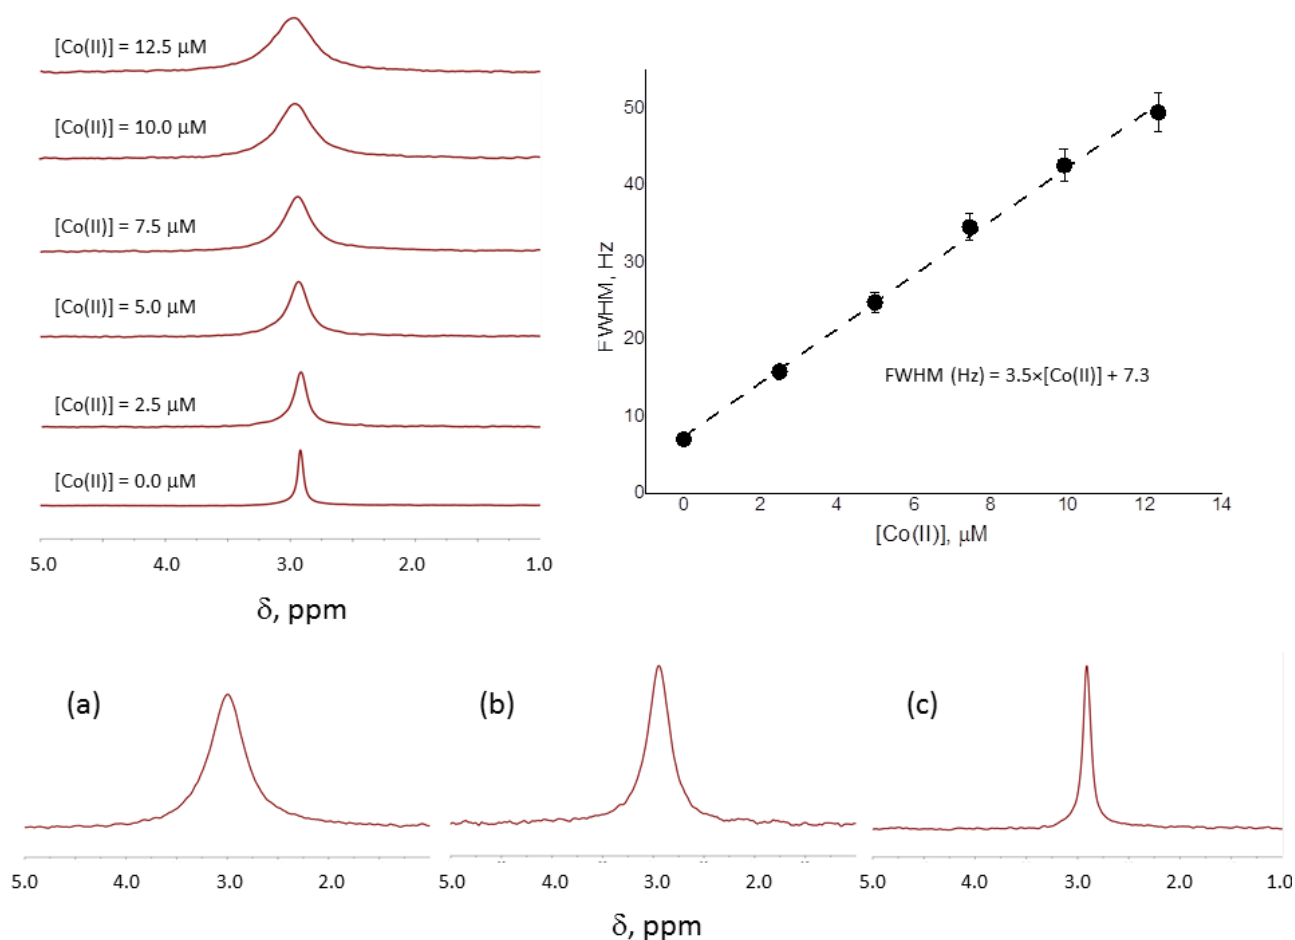 [Co(II)] = 12.5 μM
[Co(II)] = 10.0 μM
[Co(II)] = 7.5 μM
[Co(II)] = 5.0 μM
[Co(II)] = 2.5 μM
[Co(II)] = 0.0 μM
5.0 4.0 3.0 2.0 1.0
δ, ppm
FWHM, Hz
50
40
30
20
10
0
FWHM (Hz) = 3.5×[Co(II)] + 7.3
0 2 4 6 8 10 12 14
[Co(II)], μM
(a)
5.0 4.0 3.0 2.0
(b)
5.0 4.0 3.0 2.0
(c)
5.0 4.0 3.0 2.0 1.0
δ, ppm